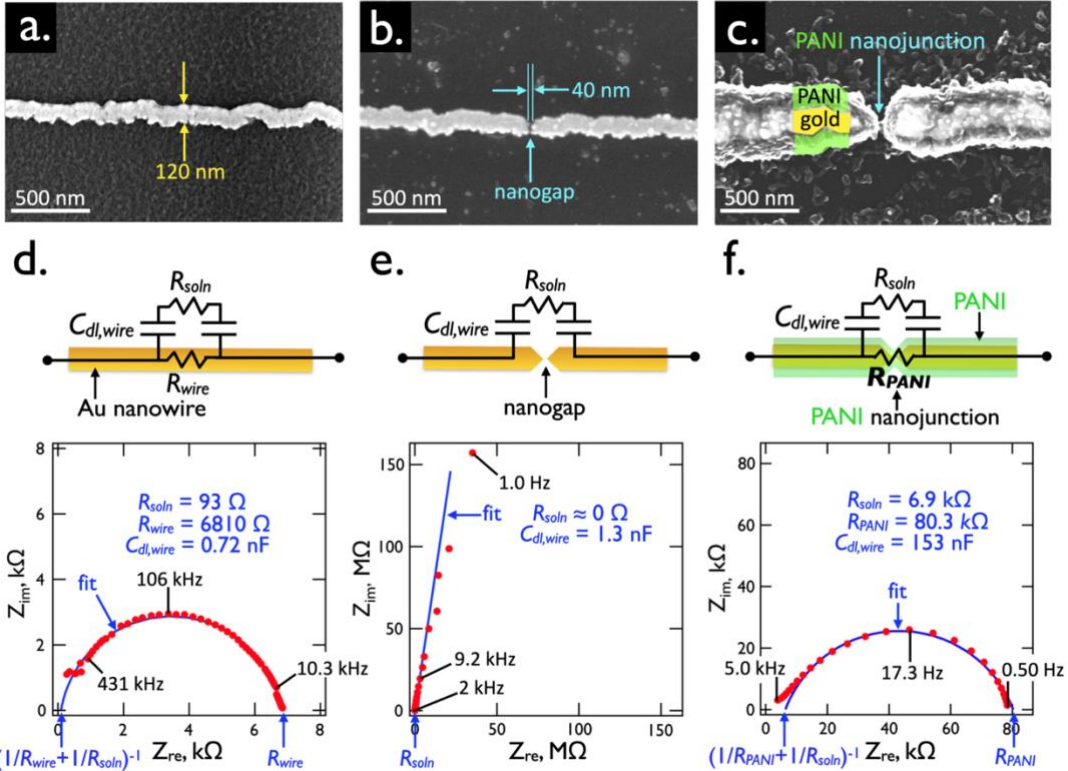 a.
120 nm
500 nm
b.
40 nm
nanogap
500 nm
c.
PANI nanojunction
PANI
gold
500 nm
d.
Rsoln
Cdl,wire
Rwire
Au nanowire
e.
Rsoln
Cdl,wire
nanogap
f.
Rsoln
PANI
Cdl,wire
RPANI
PANI nanojunction
8
6
4
2
0
Zim, kΩ
Rsoln = 93 Ω
Rwire = 6810 Ω
Cdl,wire = 0.72 nF
fit
106 kHz
431 kHz
10.3 kHz
0
2
4
6
8
(1/Rwire+1/Rsoln)-1
Zre, kΩ
Rwire
150
100
50
0
Zim, MΩ
1.0 Hz
fit
Rsoln ≈ 0 Ω
Cdl,wire = 1.3 nF
9.2 kHz
2 kHz
0
50
100
150
Rsoln
Zre, MΩ
80
60
40
20
0
Zim, kΩ
Rsoln = 6.9 kΩ
RPANI = 80.3 kΩ
Cdl,wire = 153 nF
fit
5.0 kHz
17.3 Hz
0.50 Hz
0
20
40
60
80
(1/RPANI+1/Rsoln)-1
Zre, kΩ
RPANI